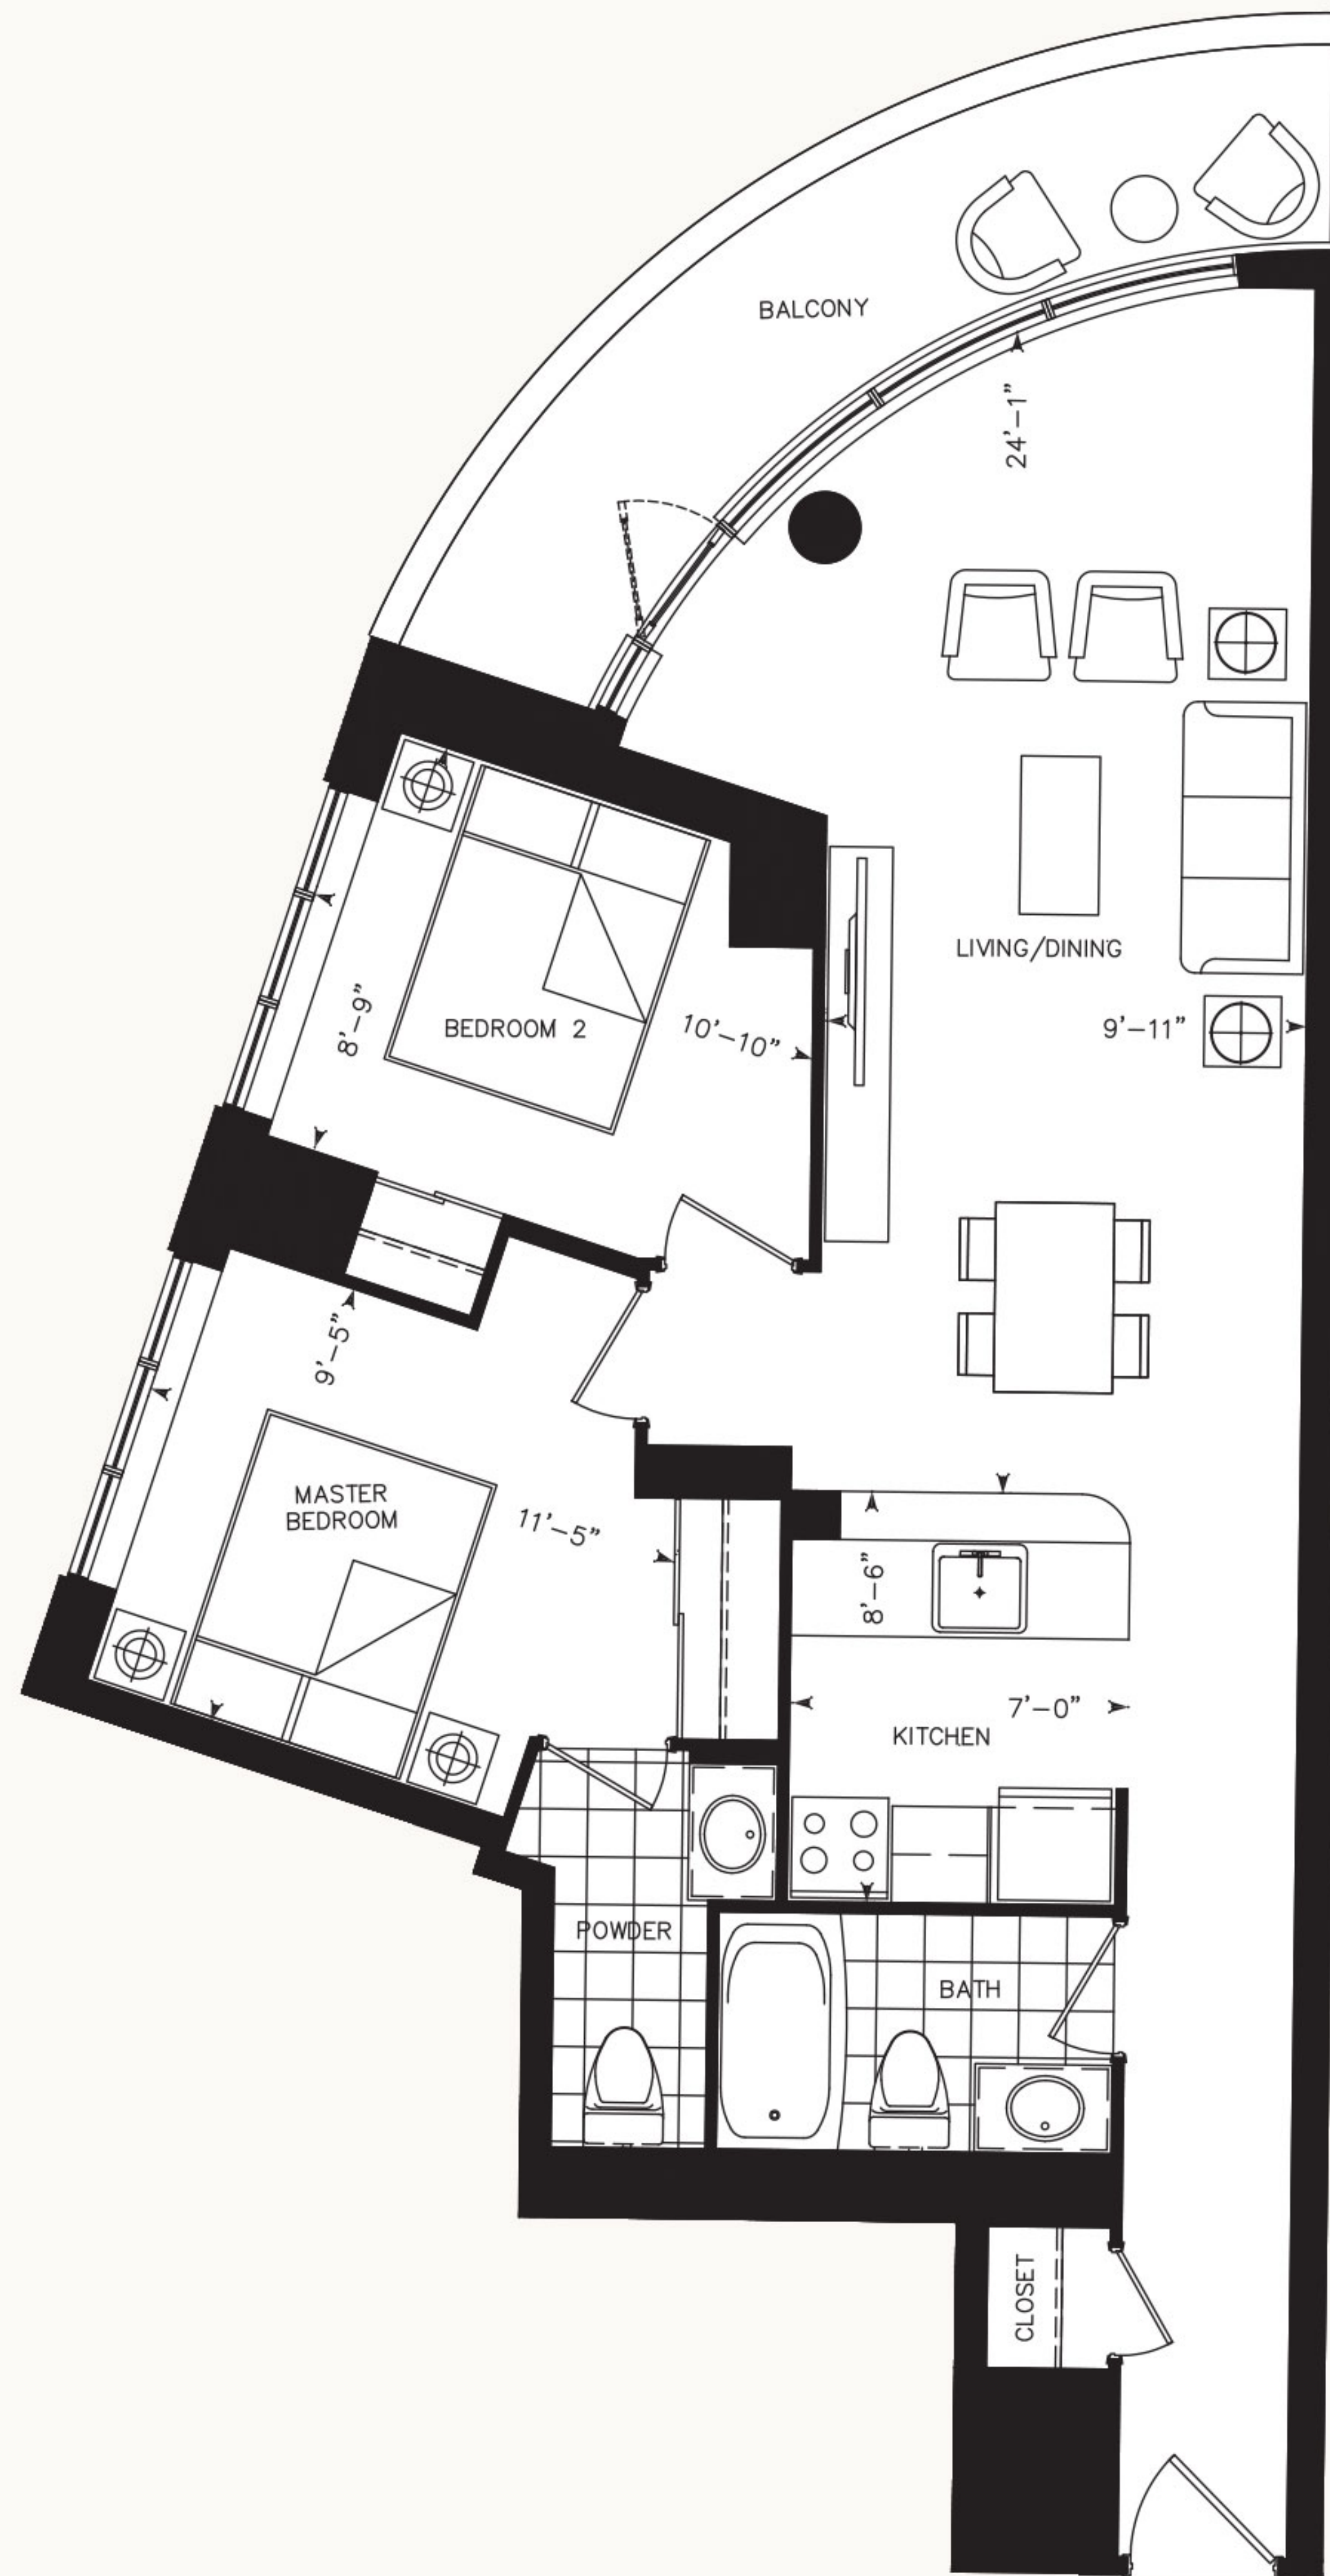 BALCONY
24'-1"
LIVING/DINING
9'-11"
8'-9"
BEDROOM 2
10'-10"
9'-5"
MASTER
BEDROOM
11'-5"
8'-6"
7'-0"
KITCHEN
POWDER
BATH
CLOSET